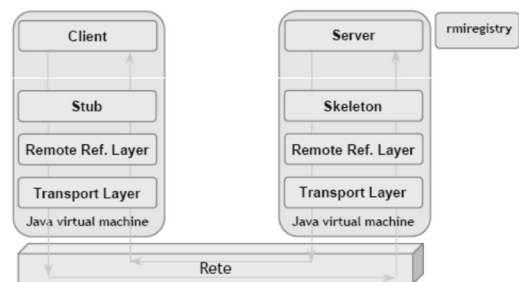 Client
Stub
Remote Ref. Layer
Transport Layer
Java virtual machine
Server
Skeleton
Remote Ref. Layer
Transport Layer
Java virtual machine
rmiregistry
Rete